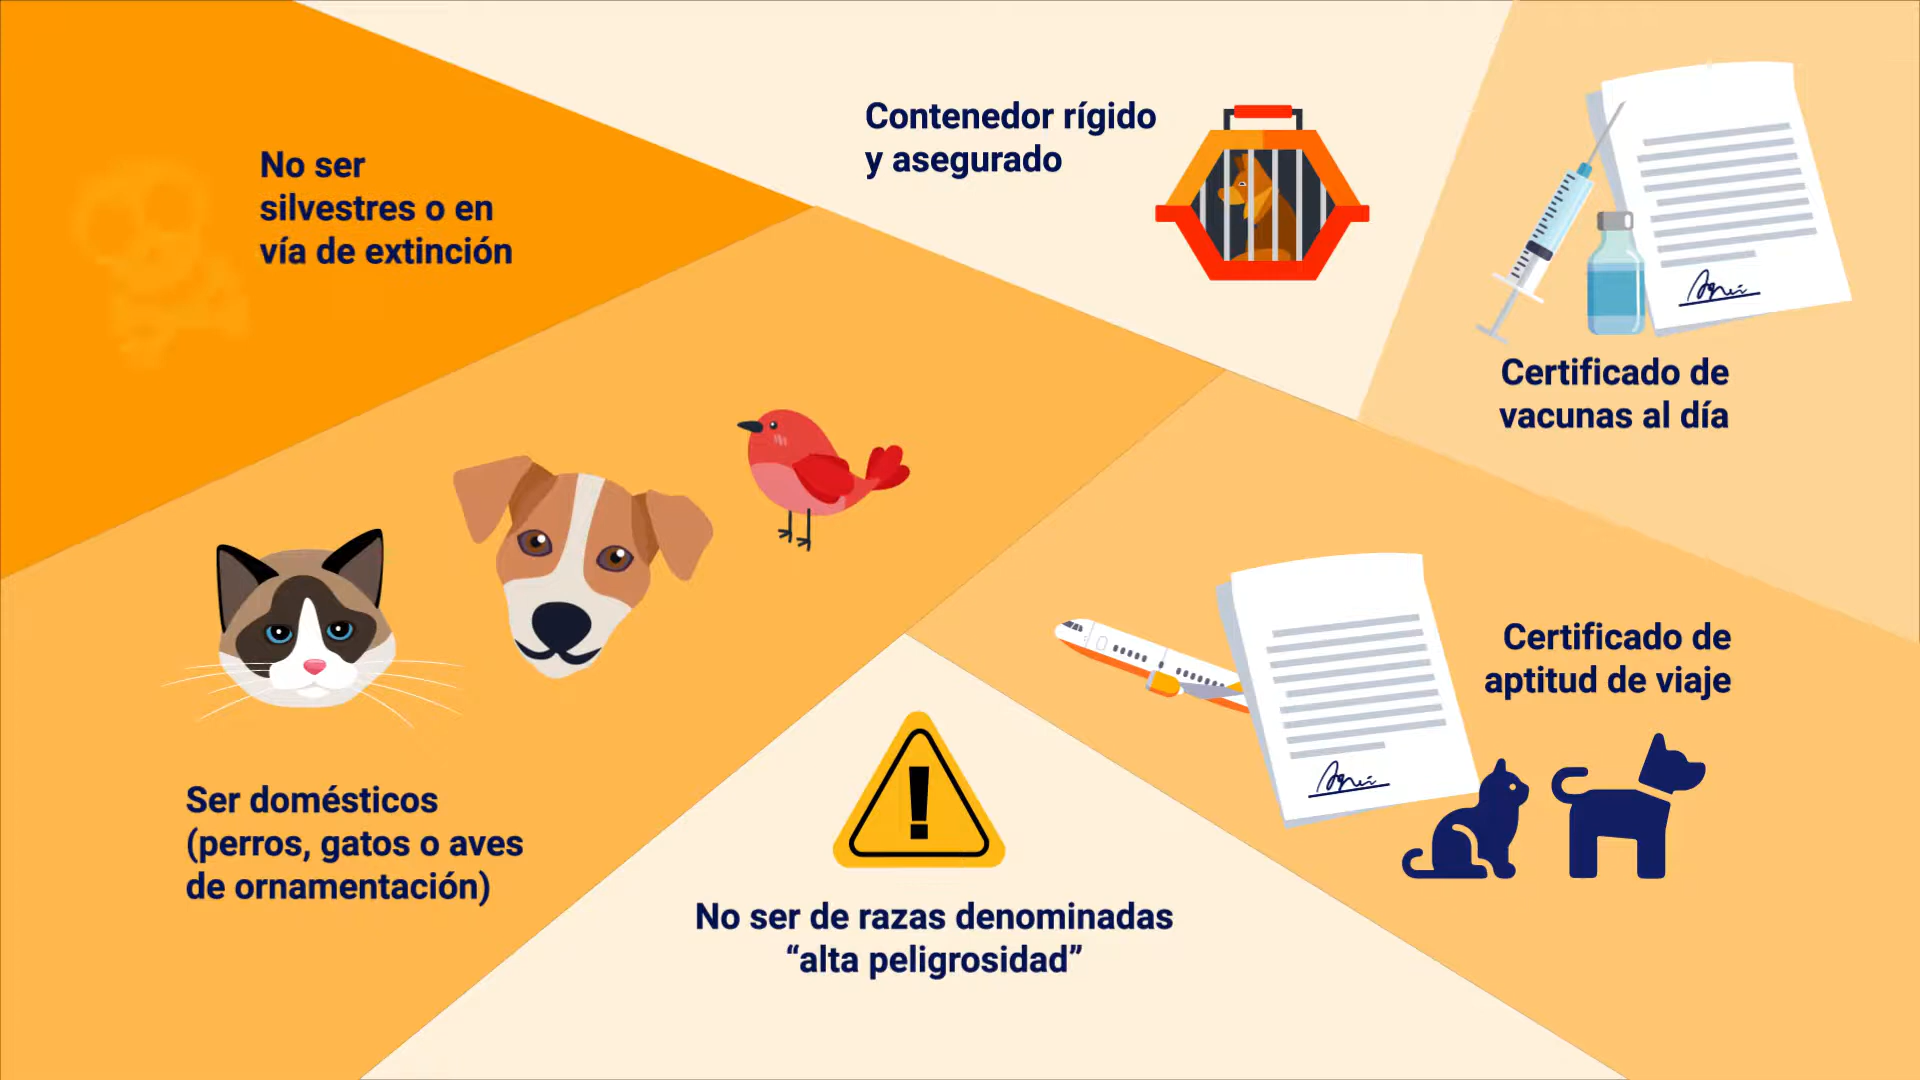 No ser
silvestres o en
vía de extinción
Contenedor rígido
y asegurado
Certificado de
vacunas al día
Ser domésticos
(perros, gatos o aves
de ornamentación)
No ser de razas denominadas
“alta peligrosidad”
Certificado de
aptitud de viaje